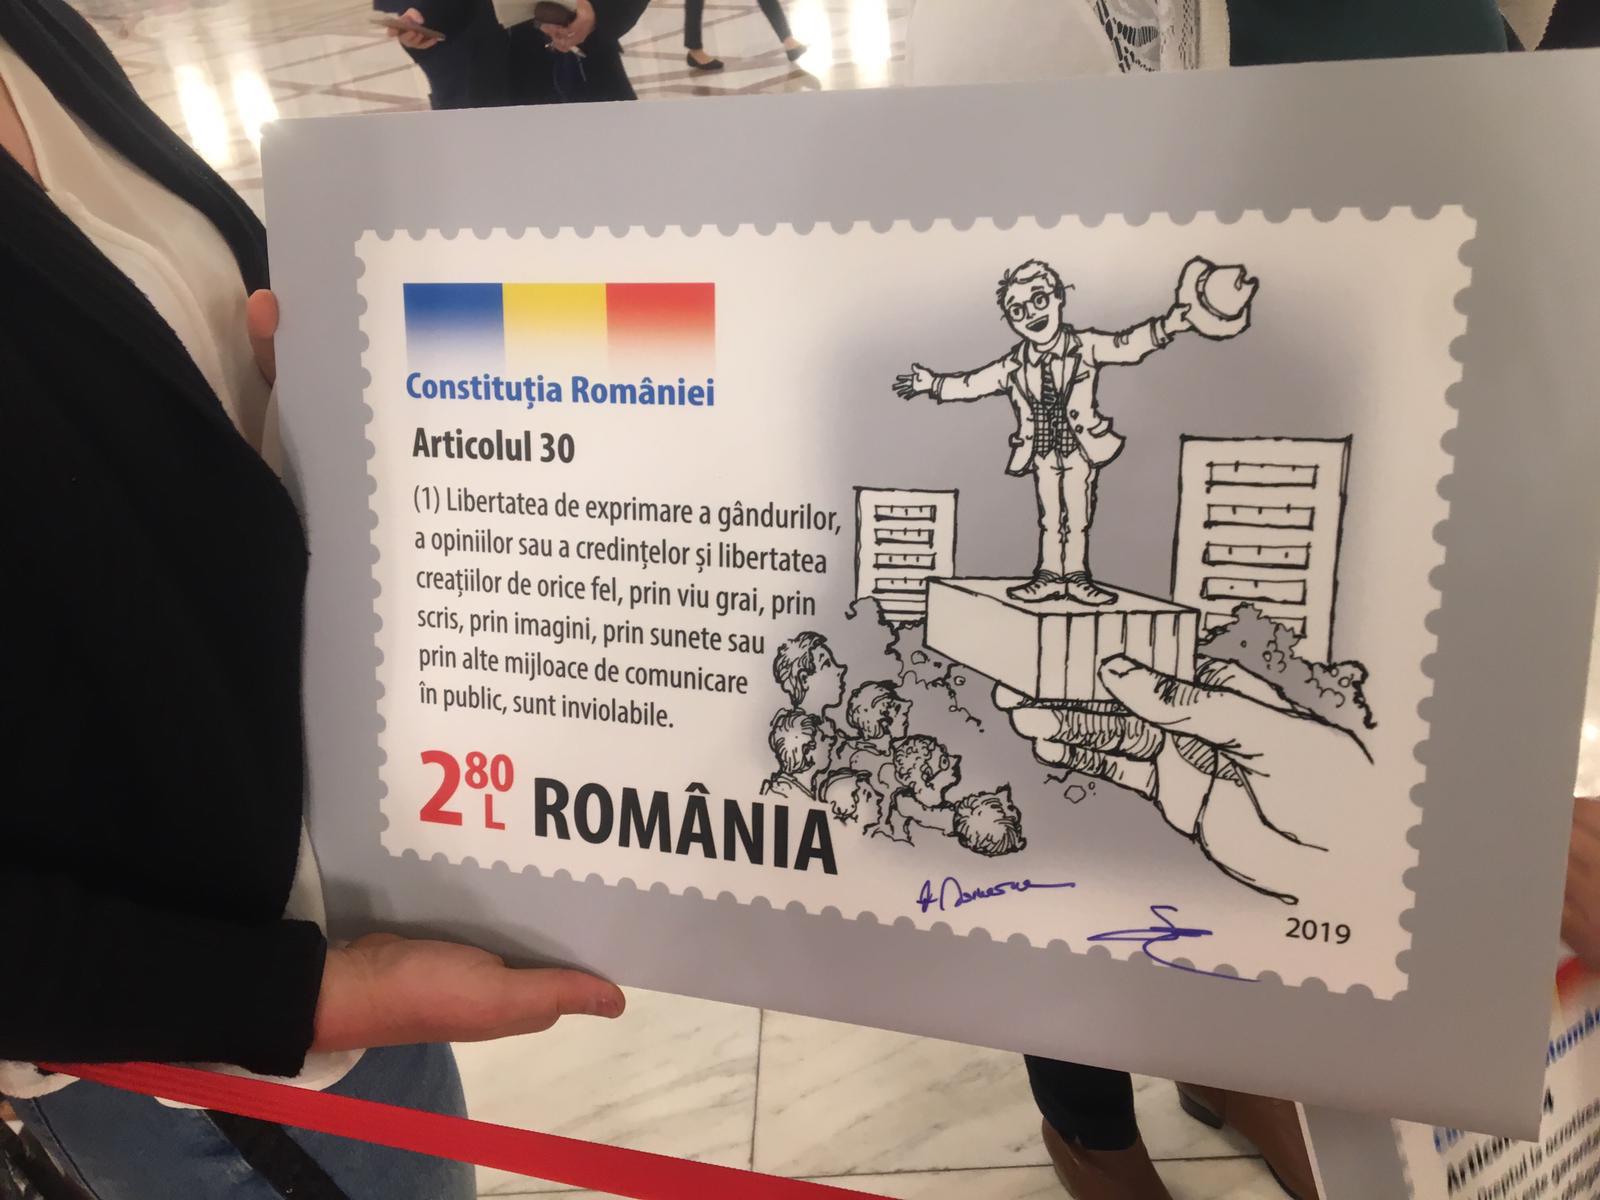 Constituția României
Articolul 30
(1) Libertatea de exprimare a gândurilor,
a opiniilor sau a credințelor și libertatea
creațiilor de orice fel, prin viu grai, prin
scris, prin imagini, prin sunete sau
prin alte mijloace de comunicare
în public, sunt inviolabile.
2 80 L ROMÂNIA
2019